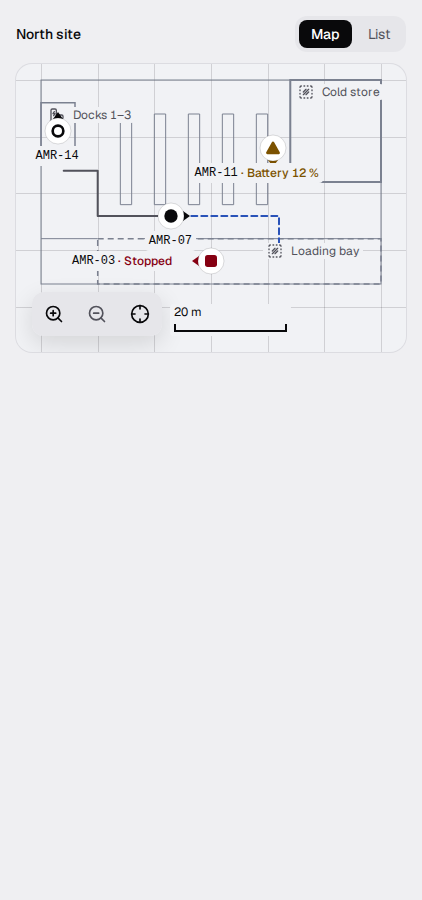 North site
Map
List
Cold store
Docks 1–3
AMR-14
AMR-11 · Battery 12 %
AMR-07
Loading bay
AMR-03 · Stopped
20 m